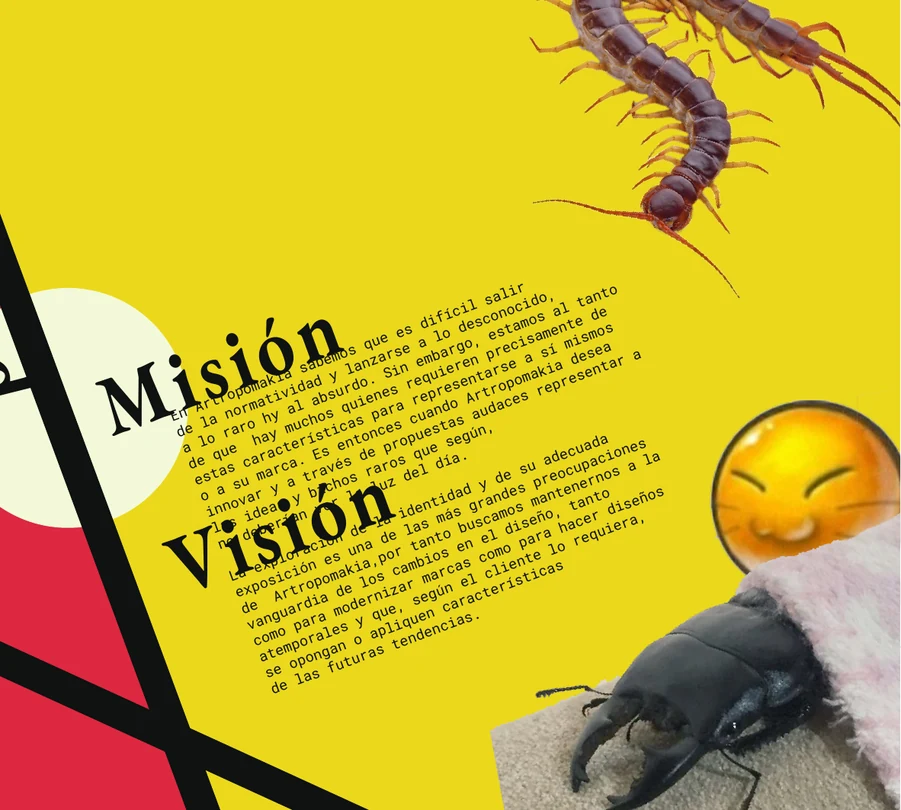 Misión
En Artropomakia sabemos que es difícil salir
de la normatividad y lanzarse a lo desconocido,
a lo raro hy al absurdo. Sin embargo, estamos al tanto
de que hay muchos quienes requieren precisamente de
estas características para representarse a sí mismos
o a su marca. Es entonces cuando Artropomakia desea
innovar y a través de propuestas audaces representar a
las ideas y bichos raros que según,
no deberían luz del día.
Visión
La exploración de la identidad y de su adecuada
exposición es una de las más grandes preocupaciones
de Artropomakia,por tanto buscamos mantenernos a la
vanguardia de los cambios en el diseño, tanto
como para modernizar marcas como para hacer diseños
atemporales y que, según el cliente lo requiera,
se opongan o apliquen características
de las futuras tendencias.